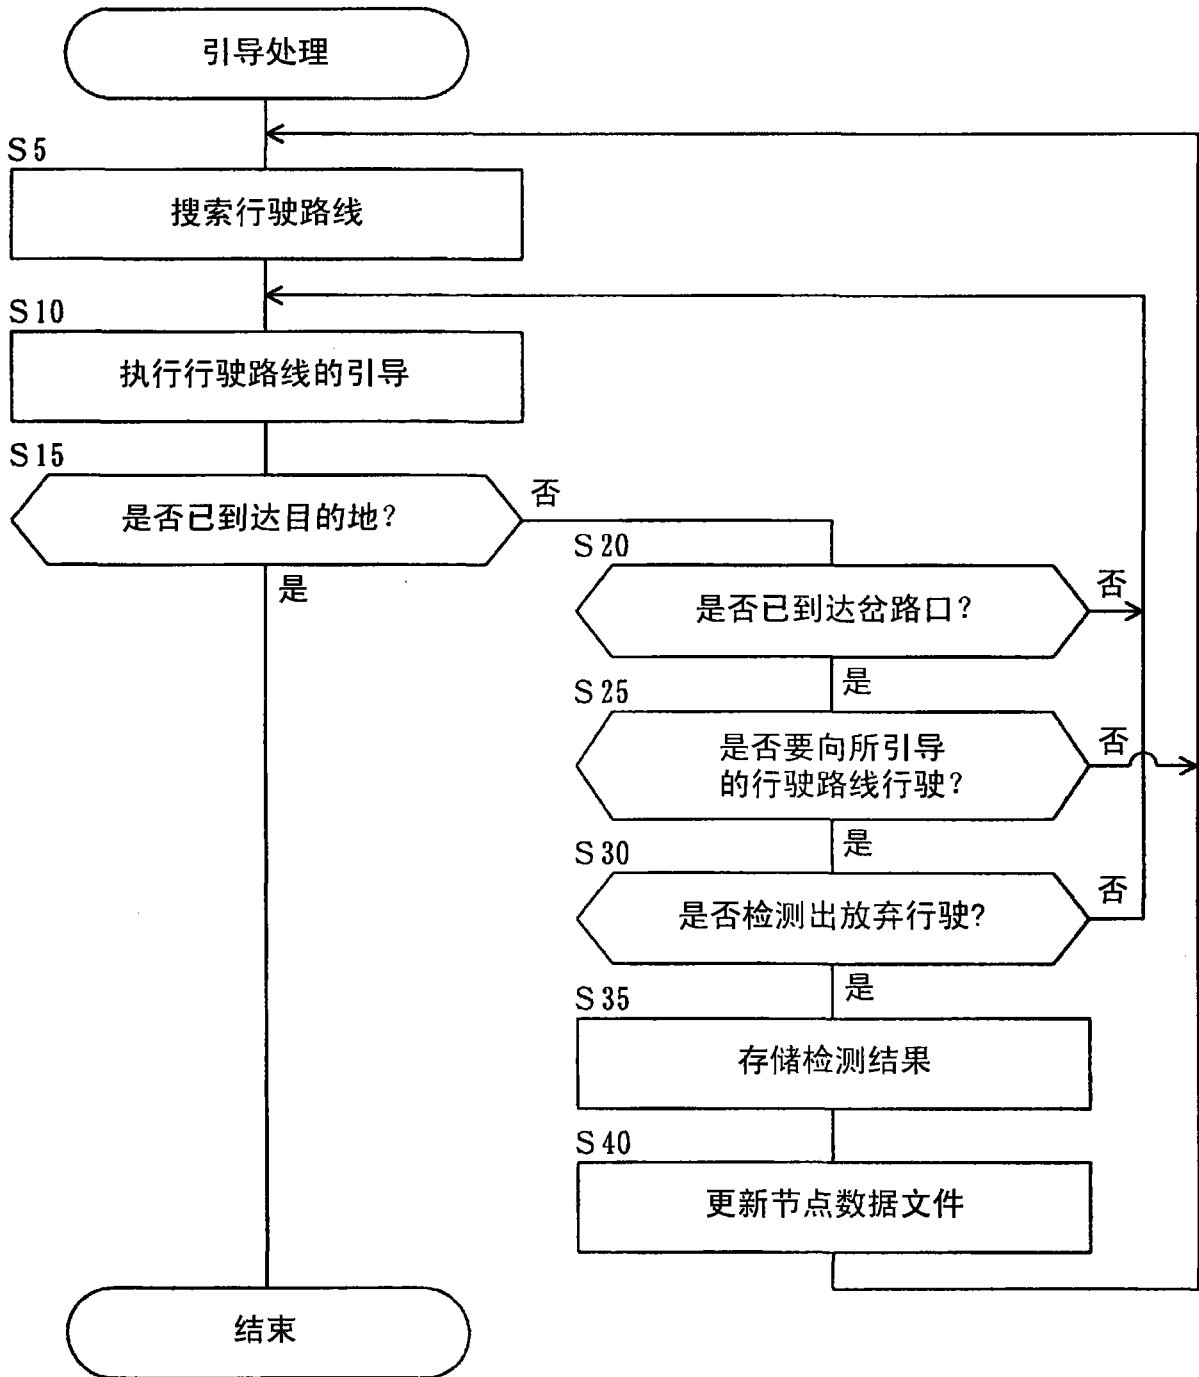 引导处理
S5
搜索行驶路线
S10
执行行驶路线的引导
S15
是否已到达目的地?
否
是
S20
是否已到达岔路口?
否
是
S25
是否要向所引导
的行驶路线行驶?
否
是
S30
是否检测出放弃行驶?
否
是
S35
存储检测结果
S40
更新节点数据文件
结束